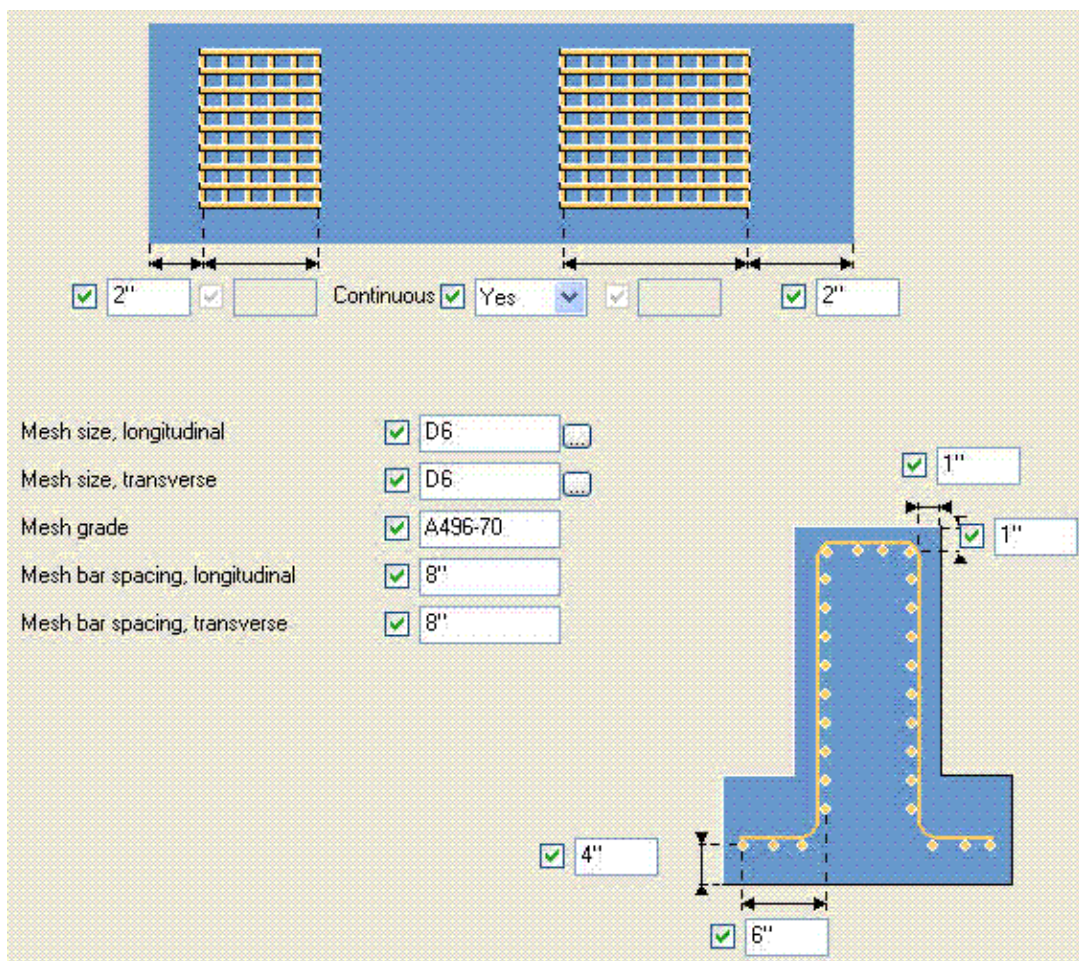 2" Continuous Yes 2"
Mesh size, longitudinal D6 ...
1"
Mesh size, transverse D6 ...
Mesh grade A496-70 1"
Mesh bar spacing, longitudinal 8"
Mesh bar spacing, transverse 8"
4"
6"